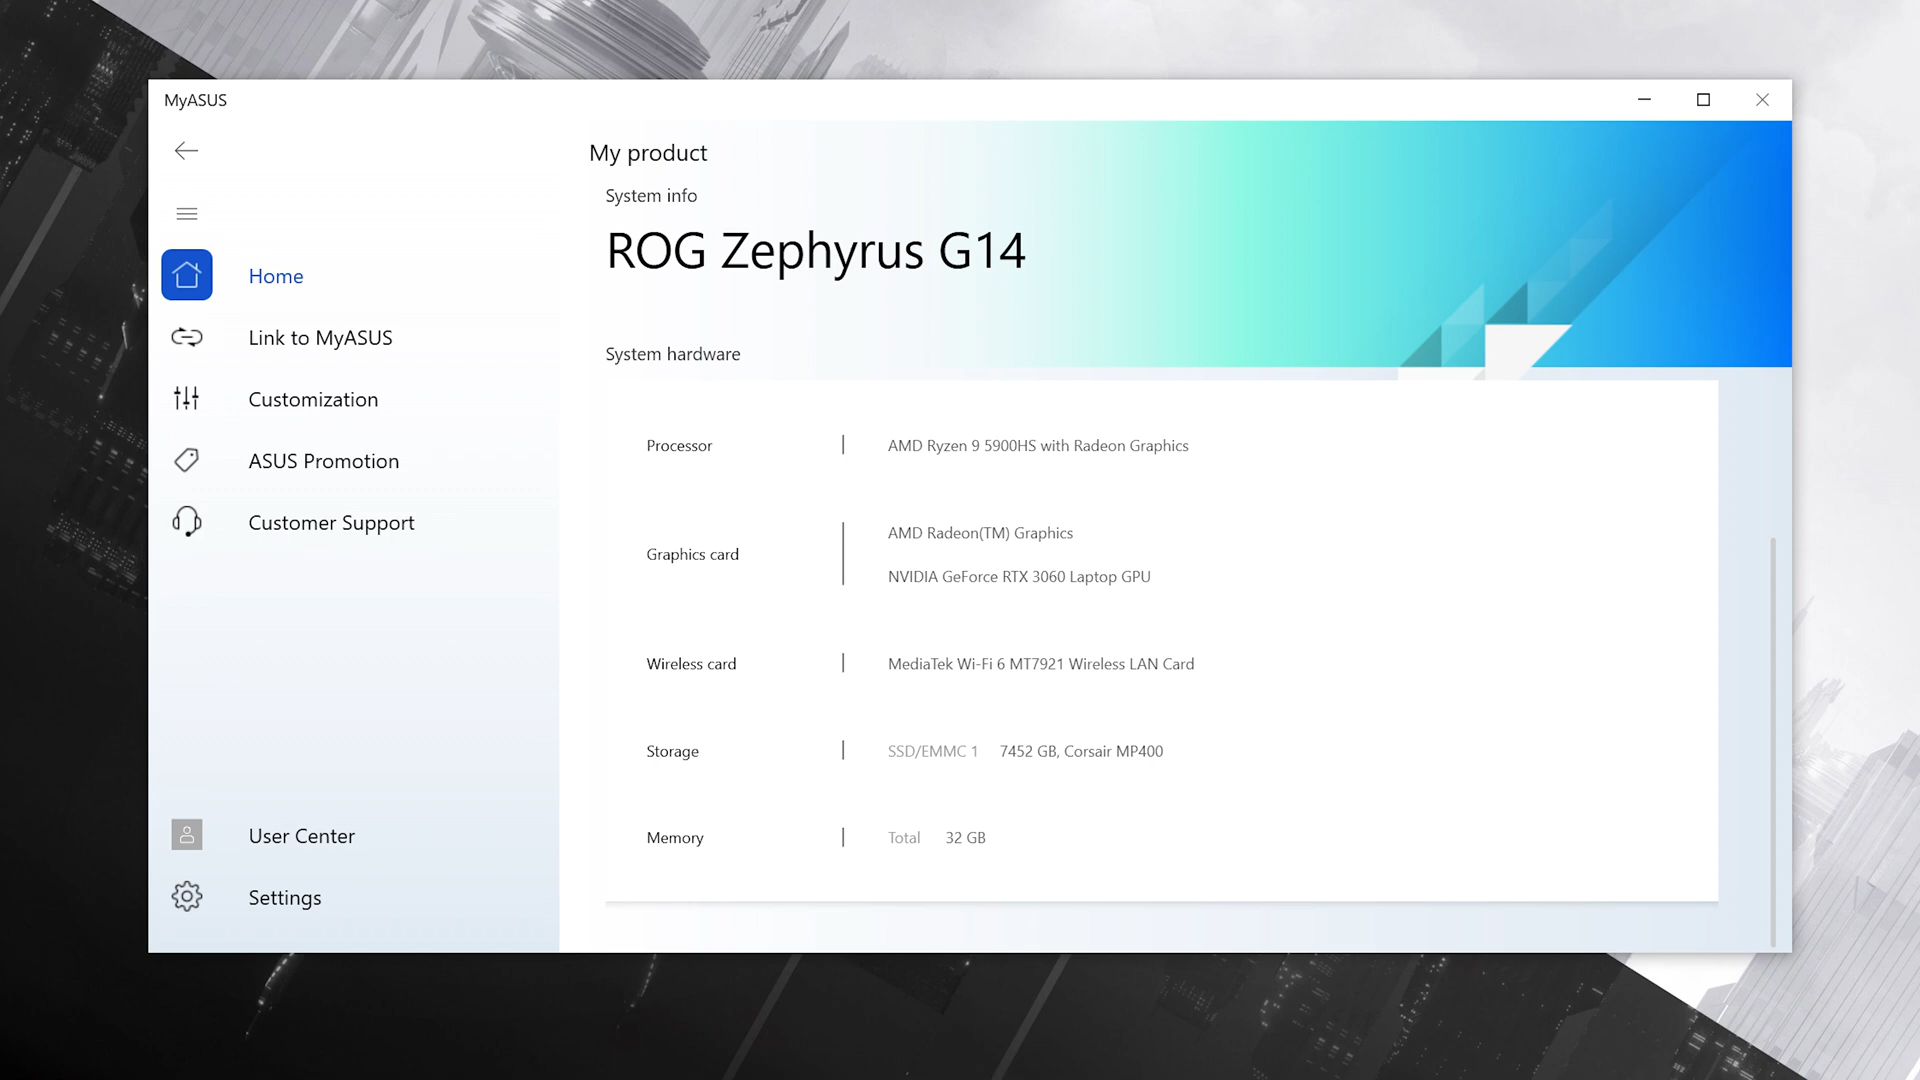 MyASUS
My product
System info
ROG Zephyrus G14
Home
Link to MyASUS
Customization
ASUS Promotion
Customer Support
User Center
Settings
System hardware
Processor
AMD Ryzen 9 5900HS with Radeon Graphics
Graphics card
AMD Radeon(TM) Graphics
NVIDIA GeForce RTX 3060 Laptop GPU
Wireless card
MediaTek Wi-Fi 6 MT7921 Wireless LAN Card
Storage
SSD/EMMC 1 7452 GB, Corsair MP400
Memory
Total 32 GB